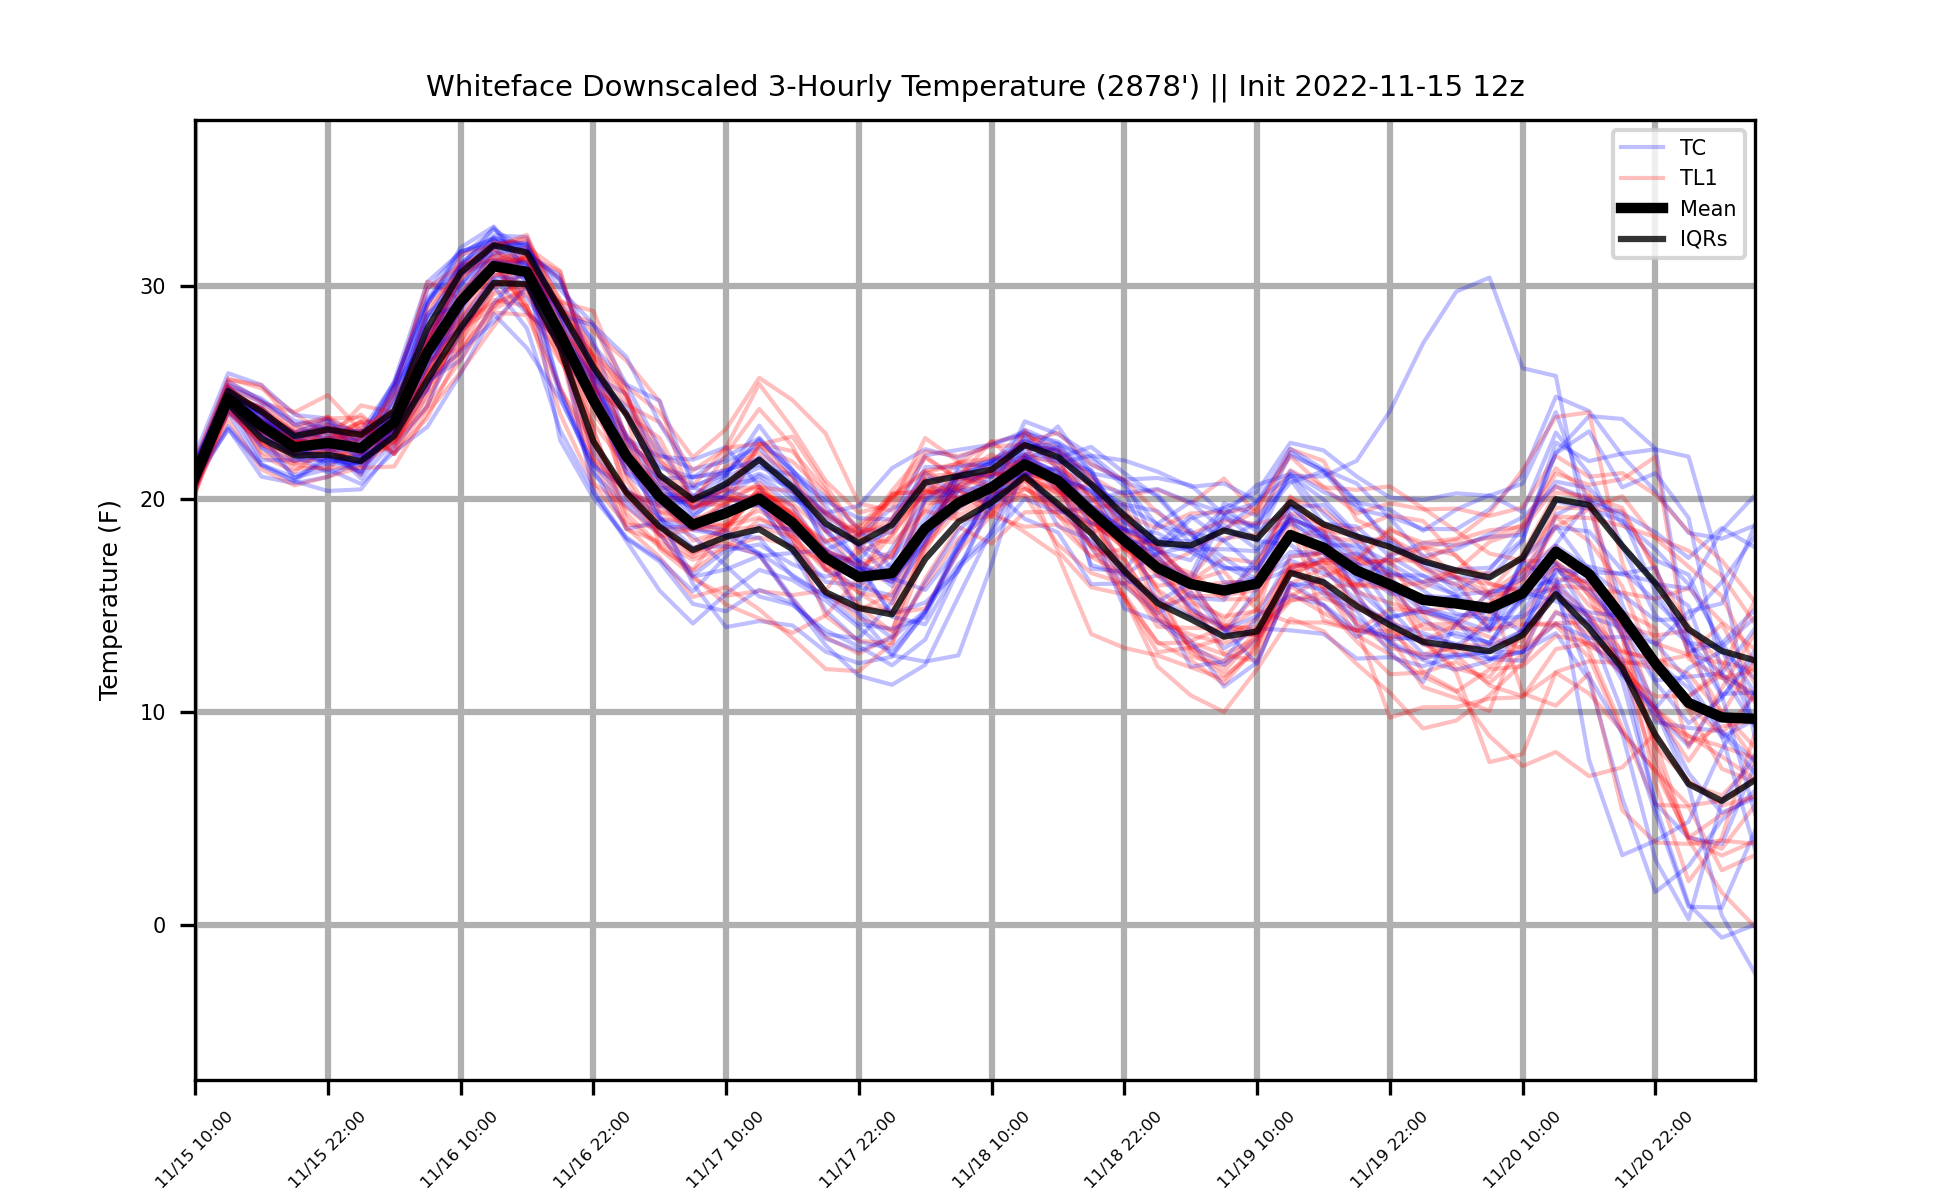 Whiteface Downscaled 3-Hourly Temperature (2878') || Init 2022-11-15 12z
TC
TL1
Mean
IQRs
Temperature (F)
30
20
10
0
11/15 10:00
11/15 22:00
11/16 10:00
11/16 22:00
11/17 10:00
11/17 22:00
11/18 10:00
11/18 22:00
11/19 10:00
11/19 22:00
11/20 10:00
11/20 22:00